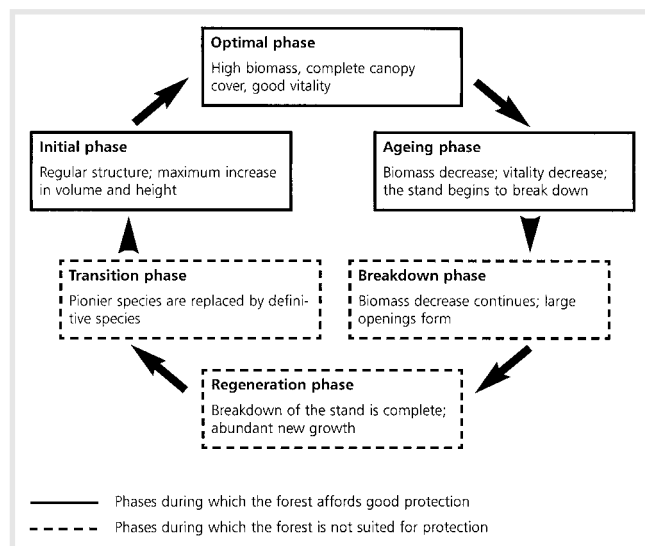 Optimal phase
High biomass, complete canopy
cover, good vitality
Initial phase
Regular structure; maximum increase
in volume and height
Ageing phase
Biomass decrease; vitality decrease;
the stand begins to break down
Transition phase
Pionier species are replaced by defini-
tive species
Breakdown phase
Biomass decrease continues; large
openings form
Regeneration phase
Breakdown of the stand is complete;
abundant new growth
Phases during which the forest affords good protection
Phases during which the forest is not suited for protection